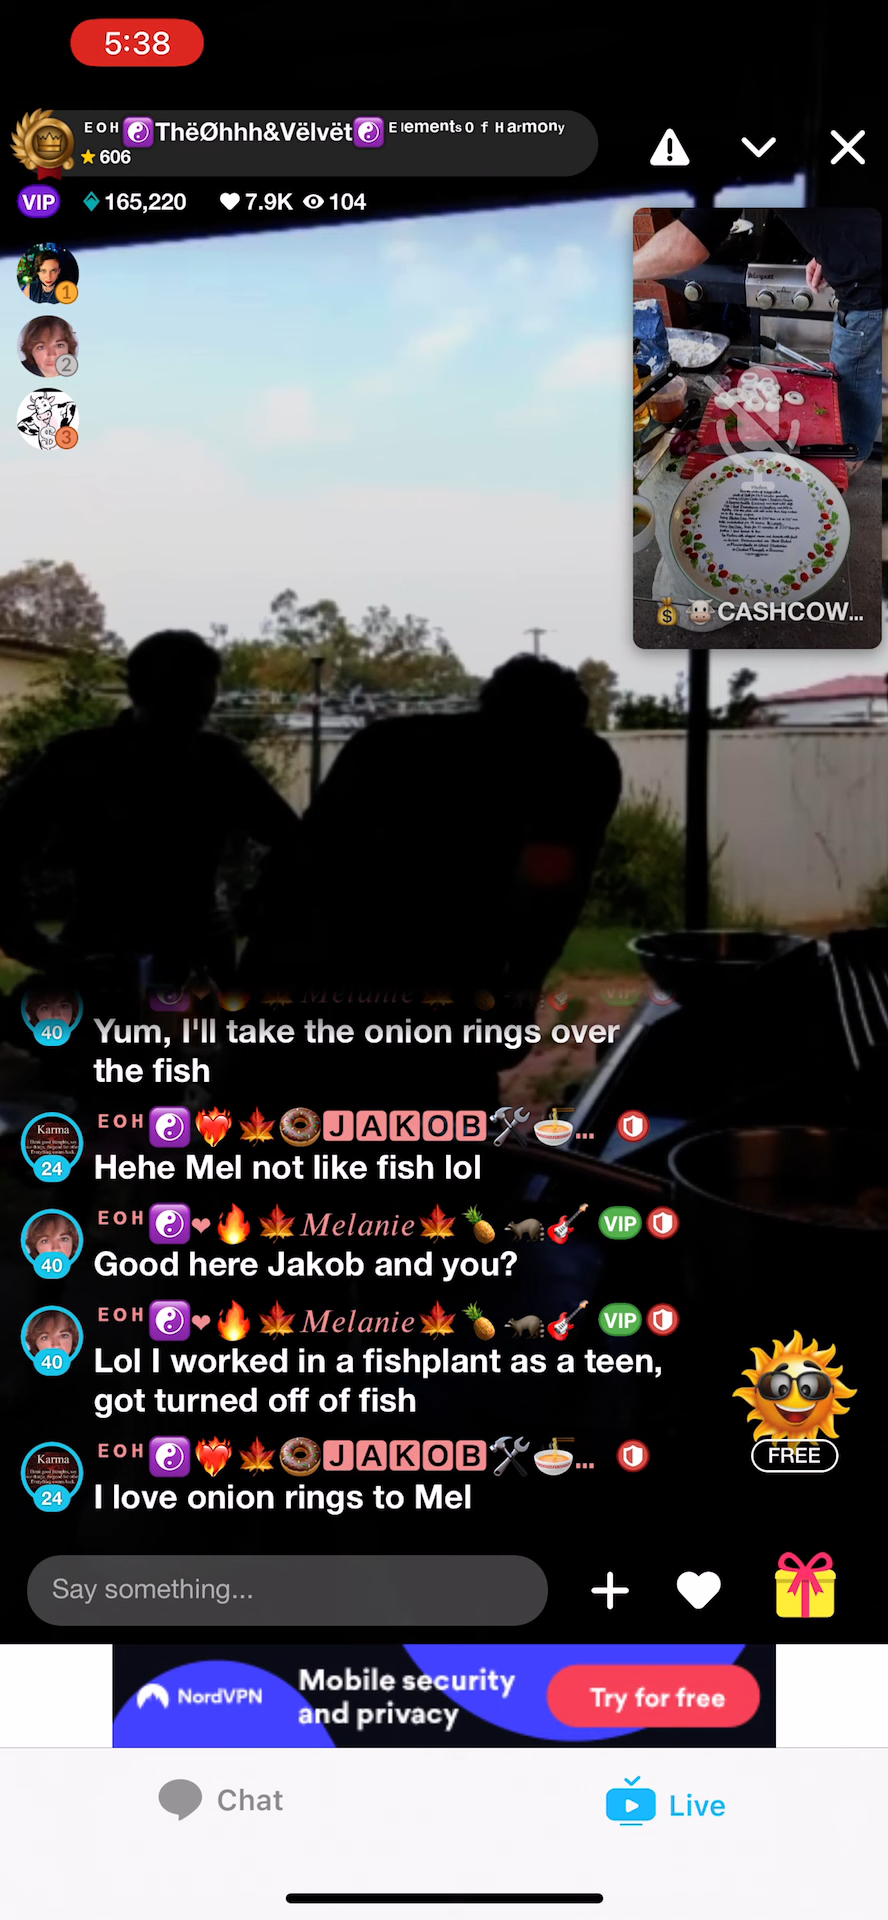 5:38
EOH ☯ThëØhhh&Vëlvët☯ Elements Of Harmony
606
VIP 165,220 7.9K 104
1
2
3
💰🐮CASHCOW...
EOH☯❤🔥🍁Melanie🍁🍍🦡🎸 VIP
40
Yum, I'll take the onion rings over
the fish
Karma
EOH☯❤️‍🔥🍁🍩JAKOB⚒🍜...
24
Hehe Mel not like fish lol
EOH☯❤🔥🍁Melanie🍁🍍🦡🎸 VIP
40
Good here Jakob and you?
EOH☯❤🔥🍁Melanie🍁🍍🦡🎸 VIP
40
Lol I worked in a fishplant as a teen,
got turned off of fish
FREE
Karma
EOH☯❤️‍🔥🍁🍩JAKOB⚒🍜...
24
I love onion rings to Mel
Say something...
NordVPN
Mobile security
and privacy
Try for free
Chat
Live